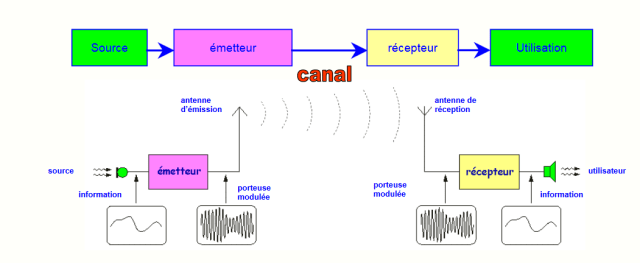 Source
émetteur
récepteur
Utilisation
canal
antenne
d'émission
antenne de
réception
source
émetteur
récepteur
utilisateur
information
porteuse
modulée
porteuse
modulée
information